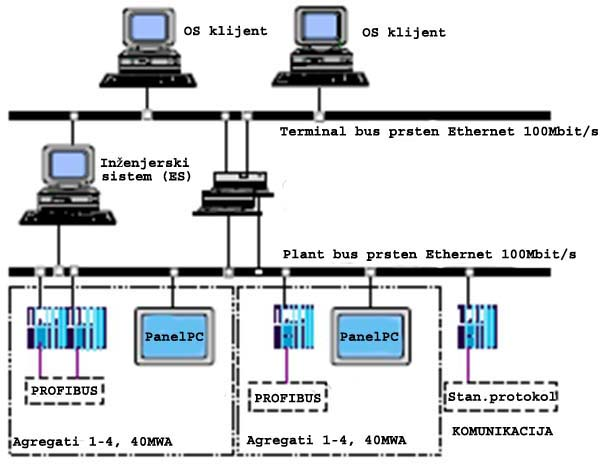 OS klijent
OS klijent
Terminal bus prsten Ethernet 100Mbit/s
Inženjerski
sistem (ES)
Plant bus prsten Ethernet 100Mbit/s
PanelPC
PanelPC
PROFIBUS
PROFIBUS
Stan.protokol
Agregati 1-4, 40MWA
Agregati 1-4, 40MWA
KOMUNIKACIJA